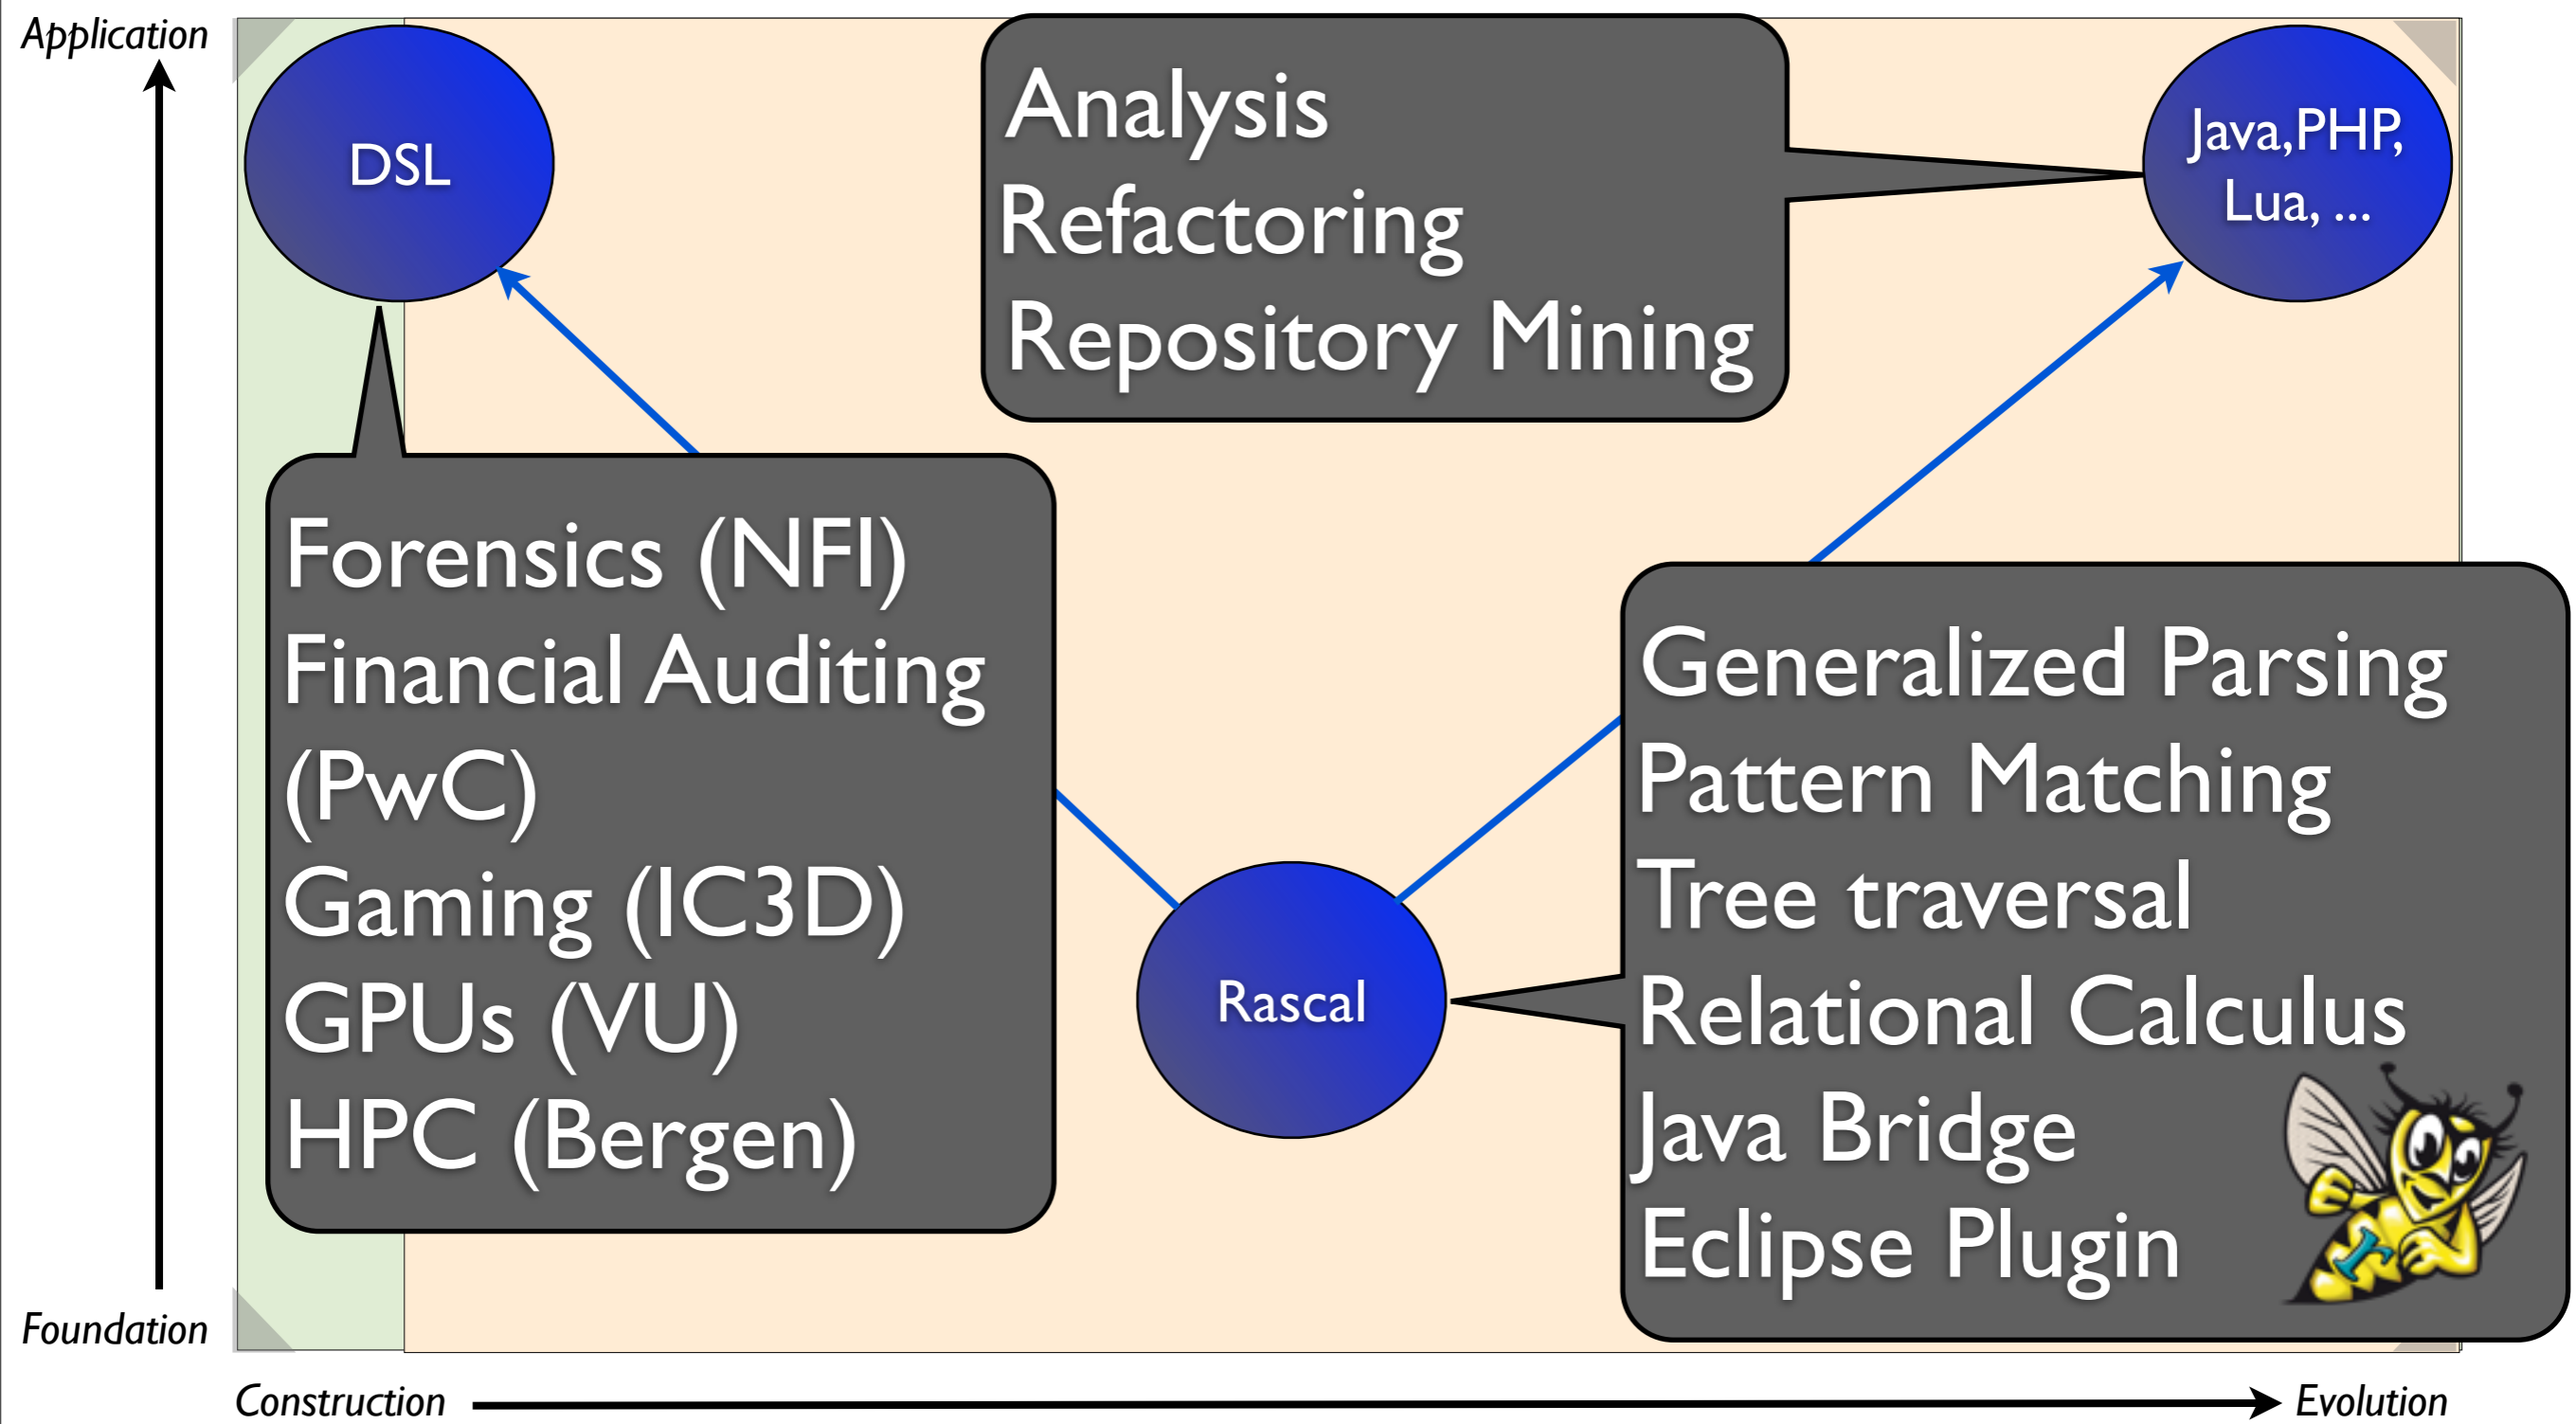 Application
DSL
Analysis
Refactoring
Repository Mining
Java,PHP,
Lua, ...
Forensics (NFI)
Financial Auditing
(PwC)
Gaming (IC3D)
GPUs (VU)
HPC (Bergen)
Rascal
Generalized Parsing
Pattern Matching
Tree traversal
Relational Calculus
Java Bridge
Eclipse Plugin
r
Foundation
Construction
Evolution